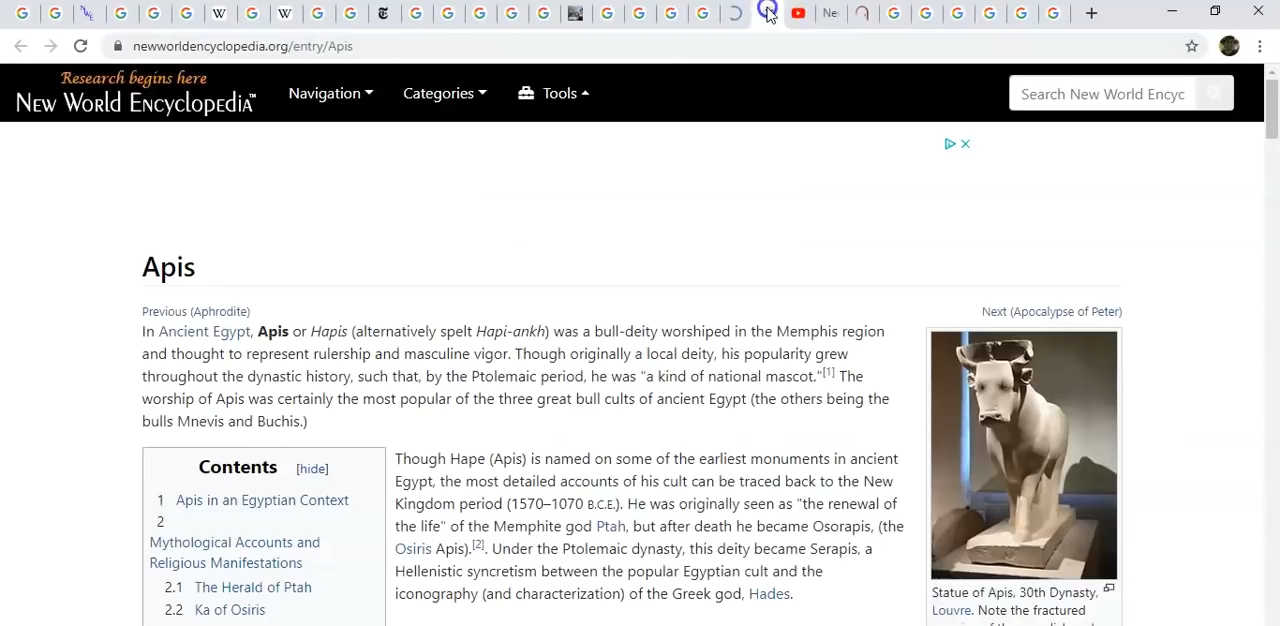 Ne
newworldencyclopedia.org/entry/Apis
Research begins here
NEW WORLD ENCYCLOPEDIA™
Navigation
Categories
Tools
Search New World Encyc
Apis
Previous (Aphrodite)
Next (Apocalypse of Peter)
In Ancient Egypt, Apis or Hapis (alternatively spelt Hapi-ankh) was a bull-deity worshiped in the Memphis region
and thought to represent rulership and masculine vigor. Though originally a local deity, his popularity grew
throughout the dynastic history, such that, by the Ptolemaic period, he was "a kind of national mascot."[1] The
worship of Apis was certainly the most popular of the three great bull cults of ancient Egypt (the others being the
bulls Mnevis and Buchis.)
Contents [hide]
1 Apis in an Egyptian Context
2
Mythological Accounts and
Religious Manifestations
2.1 The Herald of Ptah
2.2 Ka of Osiris
Though Hape (Apis) is named on some of the earliest monuments in ancient
Egypt, the most detailed accounts of his cult can be traced back to the New
Kingdom period (1570–1070 B.C.E.). He was originally seen as "the renewal of
the life" of the Memphite god Ptah, but after death he became Osorapis, (the
Osiris Apis).[2]. Under the Ptolemaic dynasty, this deity became Serapis, a
Hellenistic syncretism between the popular Egyptian cult and the
iconography (and characterization) of the Greek god, Hades.
Statue of Apis, 30th Dynasty,
Louvre. Note the fractured